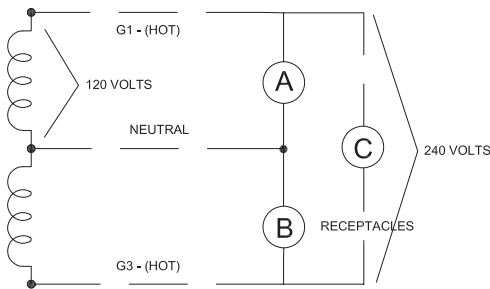 G1 - (HOT)
A
120 VOLTS
NEUTRAL
C
240 VOLTS
B
RECEPTACLES
G3 - (HOT)